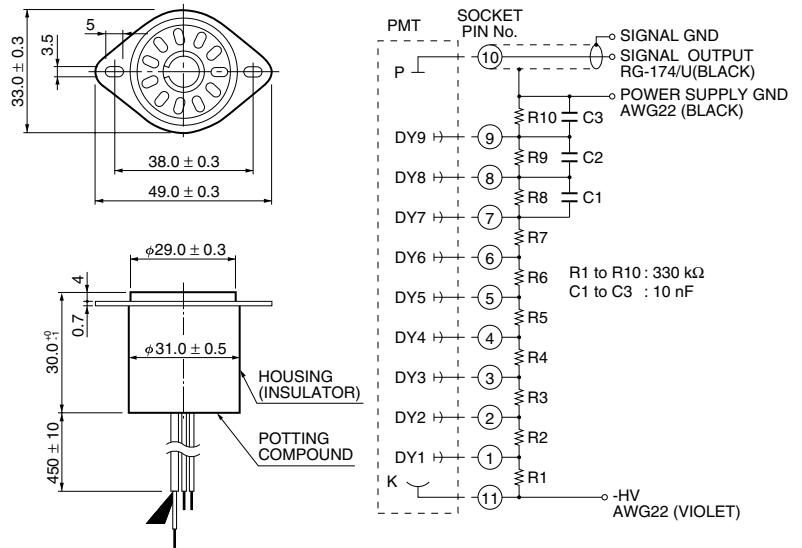 5
3.5
33.0 ± 0.3
38.0 ± 0.3
49.0 ± 0.3
φ29.0 ± 0.3
4
0.7
30.0 +0 -1
φ31.0 ± 0.5
HOUSING
(INSULATOR)
450 ± 10
POTTING
COMPOUND
PMT
SOCKET
PIN No.
SIGNAL GND
P
10
SIGNAL OUTPUT
RG-174/U(BLACK)
POWER SUPPLY GND
AWG22 (BLACK)
R10
C3
DY9
9
R9
C2
DY8
8
R8
C1
DY7
7
R7
DY6
6
R6
R1 to R10 : 330 kΩ
C1 to C3 : 10 nF
DY5
5
R5
DY4
4
R4
DY3
3
R3
DY2
2
R2
DY1
1
R1
K
11
-HV
AWG22 (VIOLET)